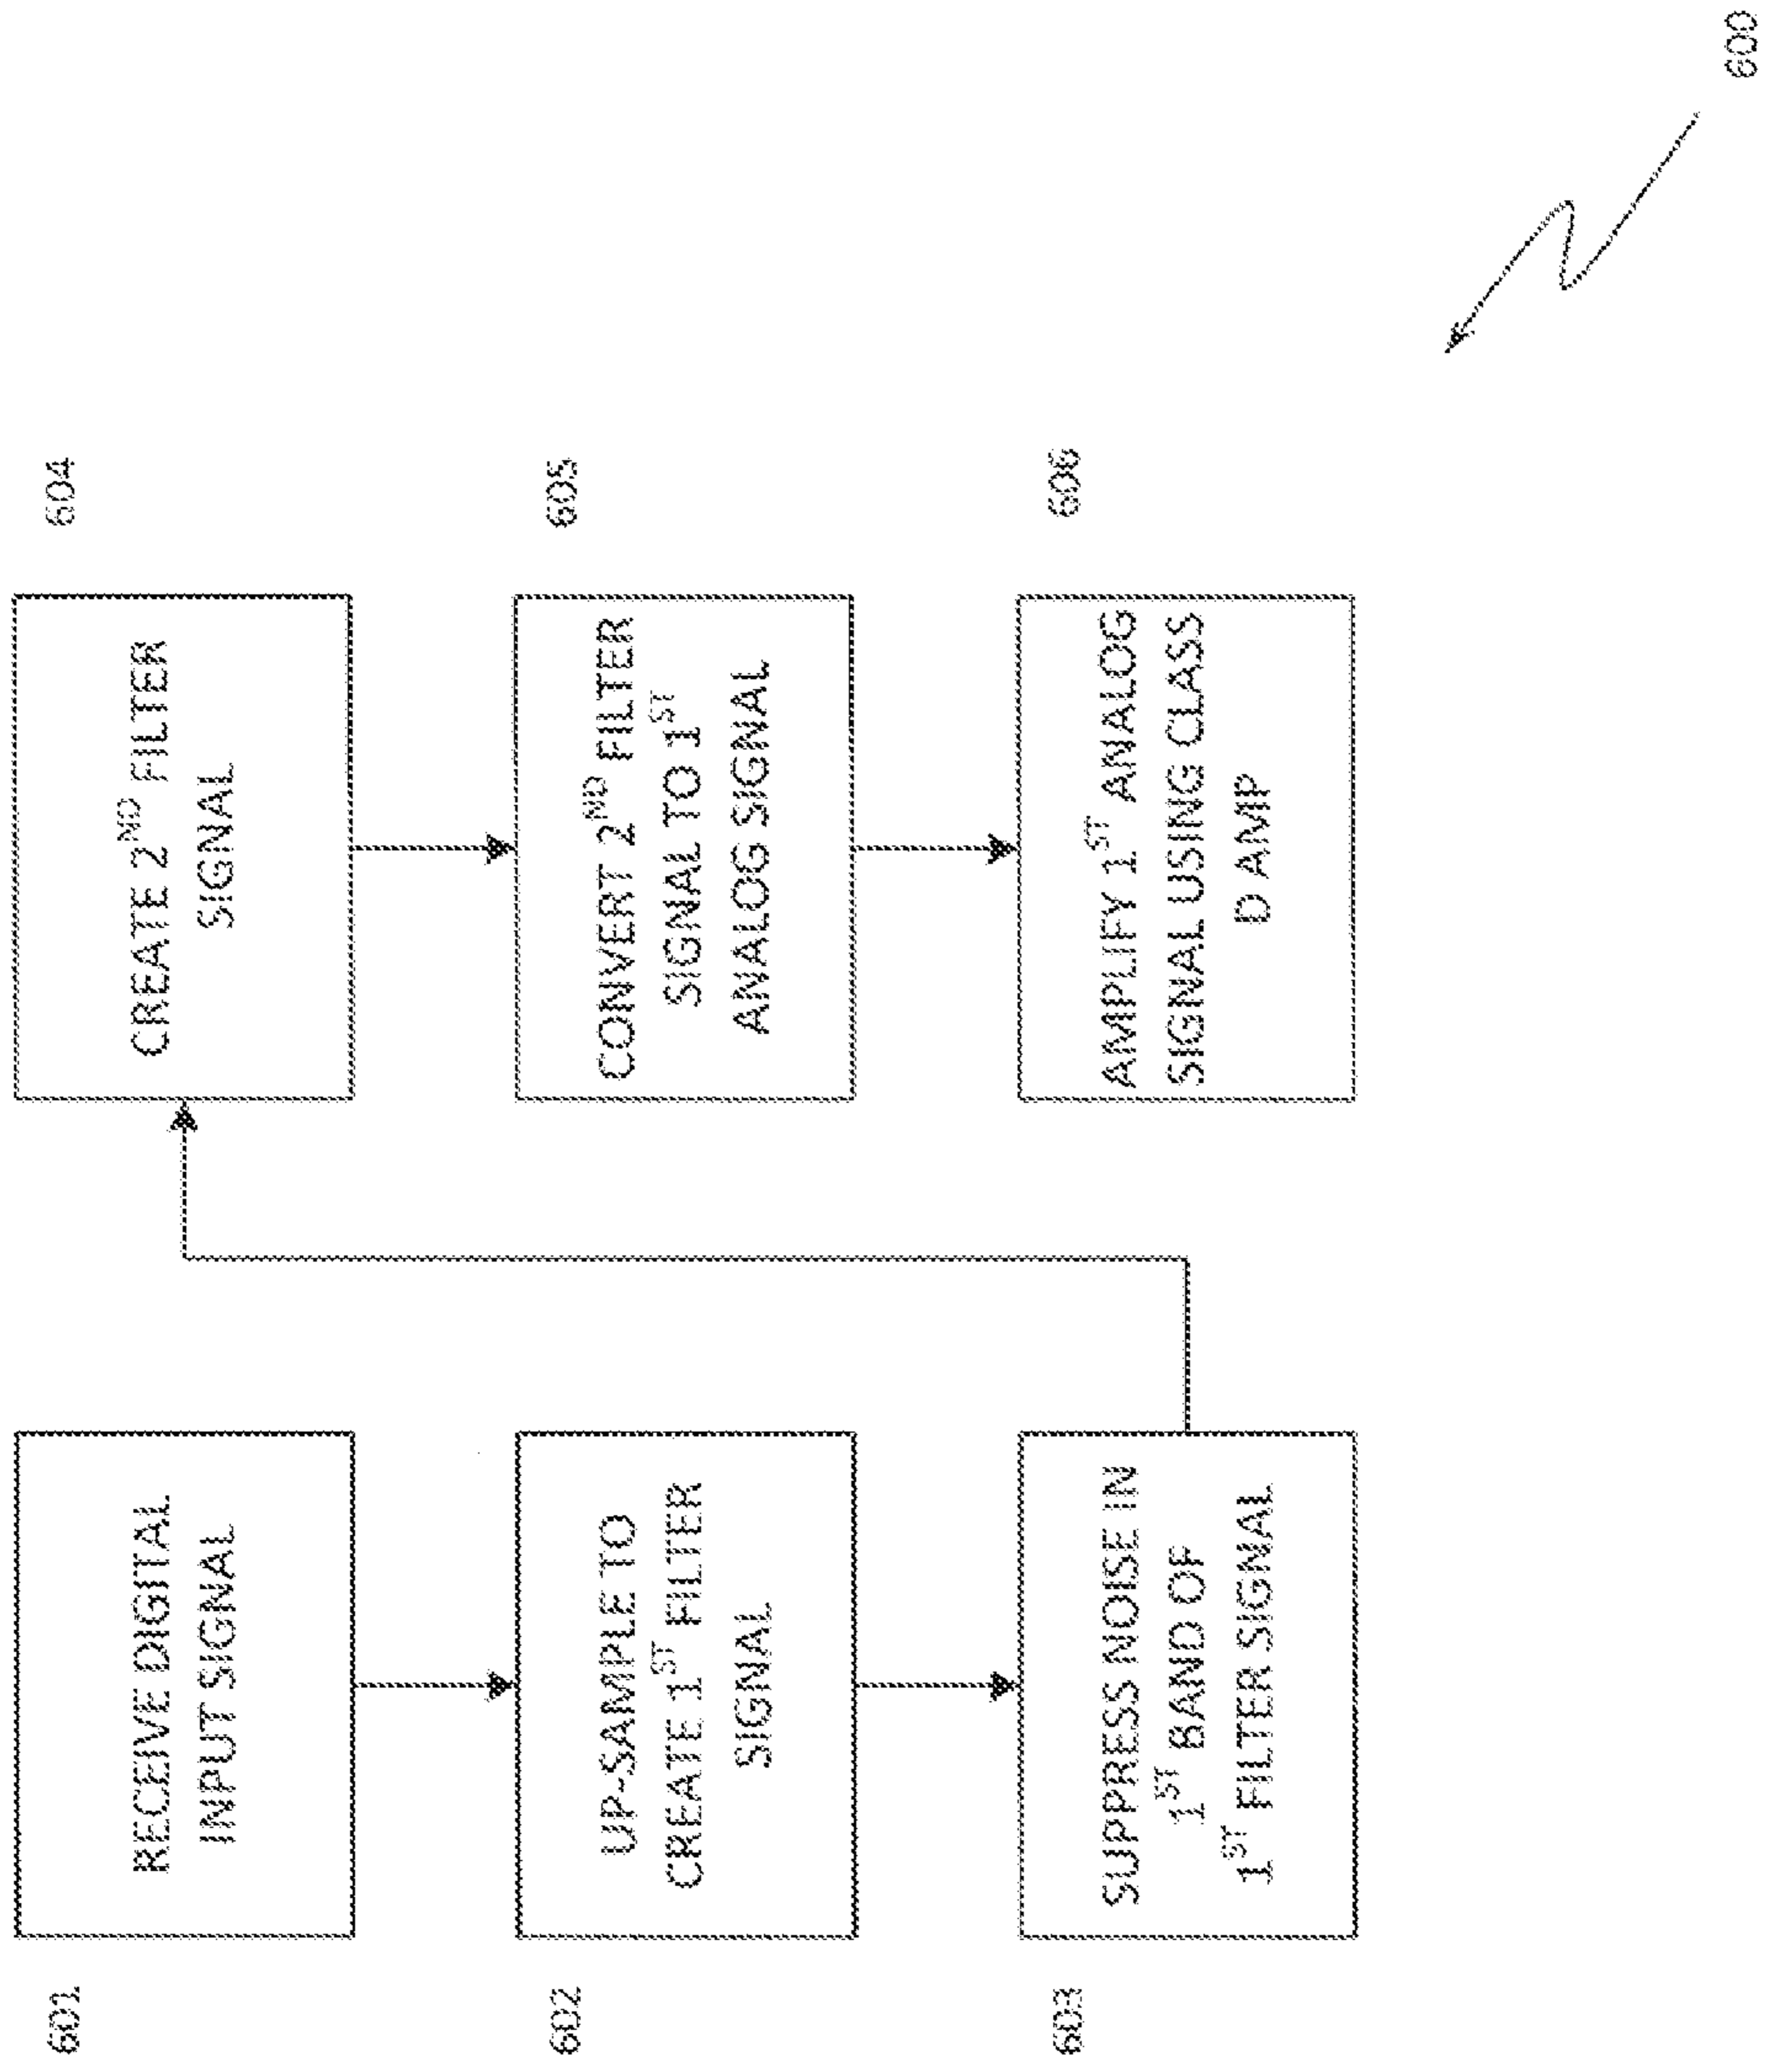 601
RECEIVE DIGITAL
INPUT SIGNAL
602
UP-SAMPLE TO
CREATE 1ST FILTER
SIGNAL
603
SUPPRESS NOISE IN
1ST BAND OF
1ST FILTER SIGNAL
604
CREATE 2ND FILTER
SIGNAL
605
CONVERT 2ND FILTER
SIGNAL TO 1ST
ANALOG SIGNAL
606
AMPLIFY 1ST ANALOG
SIGNAL USING CLASS
D AMP
600